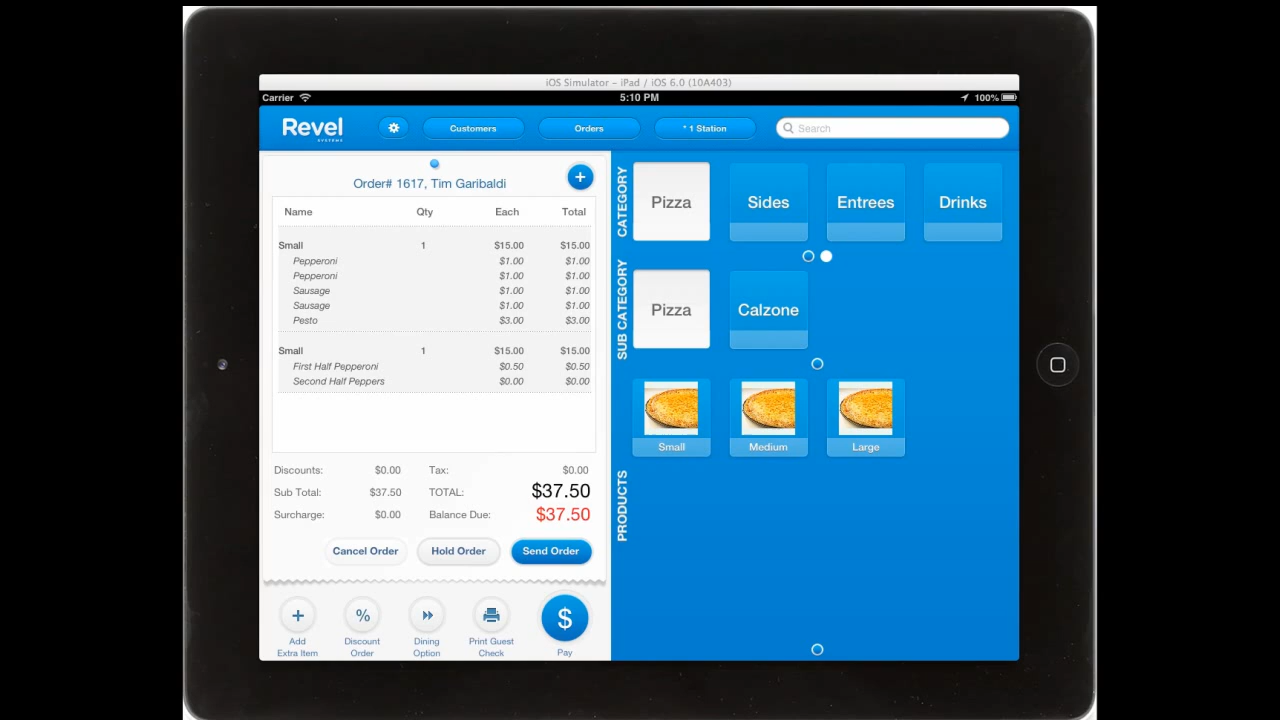 iOS Simulator – iPad / iOS 6.0 (10A403)
Carrier 5:10 PM 100%
Revel
SYSTEMS
Customers
Orders
* 1 Station
Search
Order# 1617, Tim Garibaldi
+
Name Qty Each Total
Small 1 $15.00 $15.00
Pepperoni $1.00 $1.00
Pepperoni $1.00 $1.00
Sausage $1.00 $1.00
Sausage $1.00 $1.00
Pesto $3.00 $3.00
Small 1 $15.00 $15.00
First Half Pepperoni $0.50 $0.50
Second Half Peppers $0.00 $0.00
Discounts: $0.00 Tax: $0.00
Sub Total: $37.50 TOTAL: $37.50
Surcharge: $0.00 Balance Due: $37.50
Cancel Order
Hold Order
Send Order
+
Add
Extra Item
%
Discount
Order
Dining
Option
Print Guest
Check
$
Pay
CATEGORY
Pizza
Sides
Entrees
Drinks
SUB CATEGORY
Pizza
Calzone
PRODUCTS
Small
Medium
Large